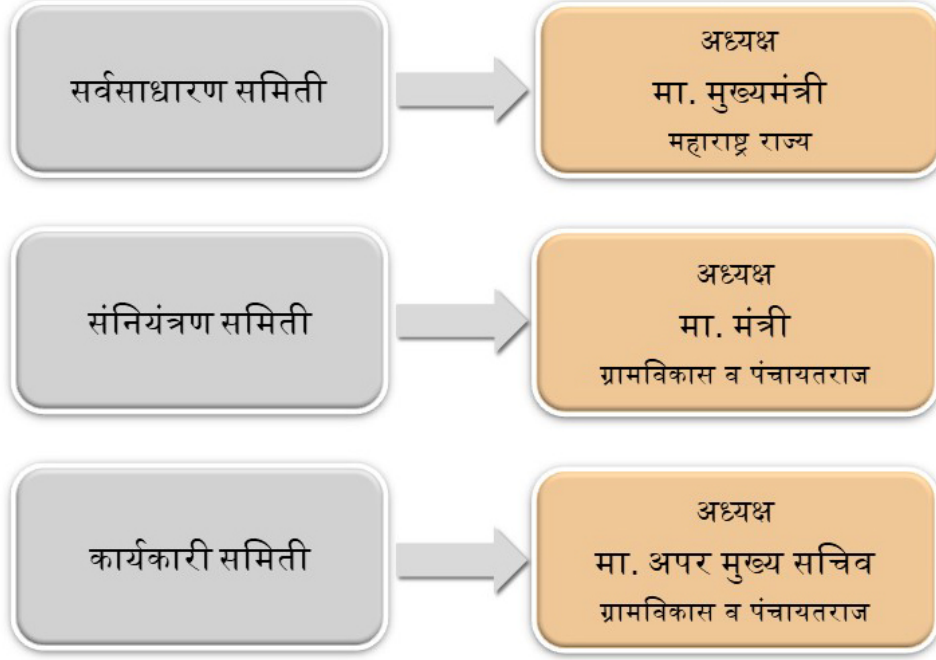 सर्वसाधारण समिती
अध्यक्ष
मा. मुख्यमंत्री
महाराष्ट्र राज्य
संनियंत्रण समिती
अध्यक्ष
मा. मंत्री
ग्रामविकास व पंचायतराज
कार्यकारी समिती
अध्यक्ष
मा. अपर मुख्य सचिव
ग्रामविकास व पंचायतराज